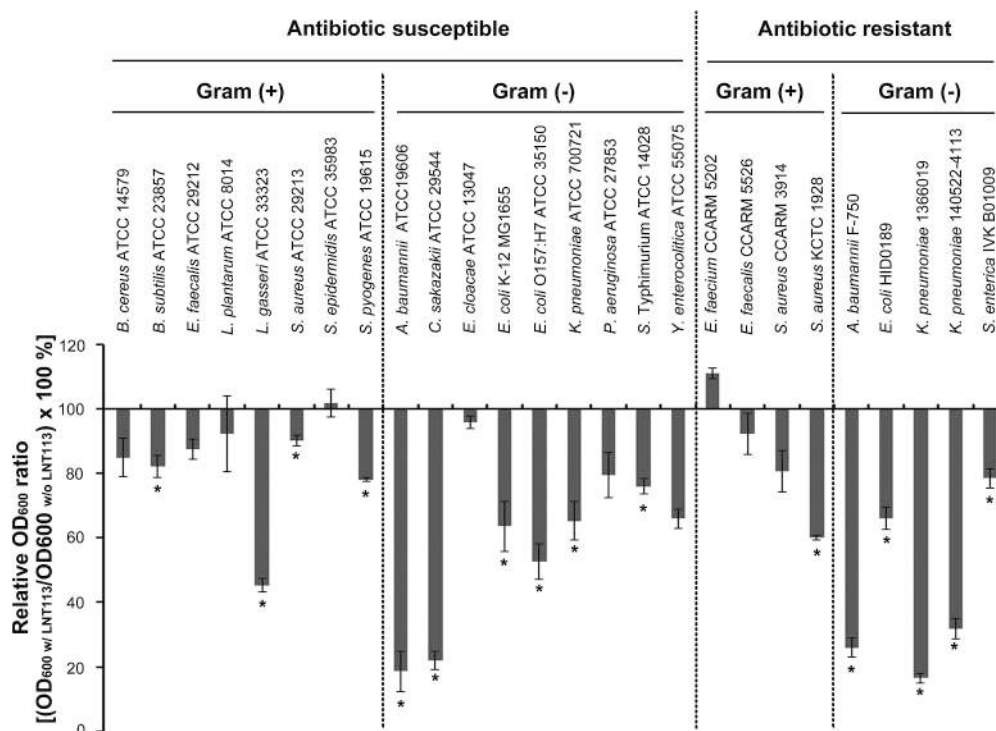 Antibiotic susceptible
Antibiotic resistant
Gram (+)
Gram (-)
Gram (+)
Gram (-)
B. cereus ATCC 14579
B. subtilis ATCC 23857
E. faecalis ATCC 29212
L. plantarum ATCC 8014
L. gasseri ATCC 33323
S. aureus ATCC 29213
S. epidermidis ATCC 35983
S. pyogenes ATCC 19615
A. baumannii ATCC19606
C. sakazakii ATCC 29544
E. cloacae ATCC 13047
E. coli K-12 MG1655
E. coli O157:H7 ATCC 35150
K. pneumoniae ATCC 700721
P. aeruginosa ATCC 27853
S. Typhimurium ATCC 14028
Y. enterocolitica ATCC 55075
E. faecium CCARM 5202
E. faecalis CCARM 5526
S. aureus CCARM 3914
S. aureus KCTC 1928
A. baumannii F-750
E. coli HID0189
K. pneumoniae 1366019
K. pneumoniae 140522-4113
S. enterica IVK B01009
Relative OD600 ratio
[(OD600 w/ LNT113/OD600 w/o LNT113) x 100 %]
120
100
80
60
40
20
0
* * * * * * * * * * * * * * * *